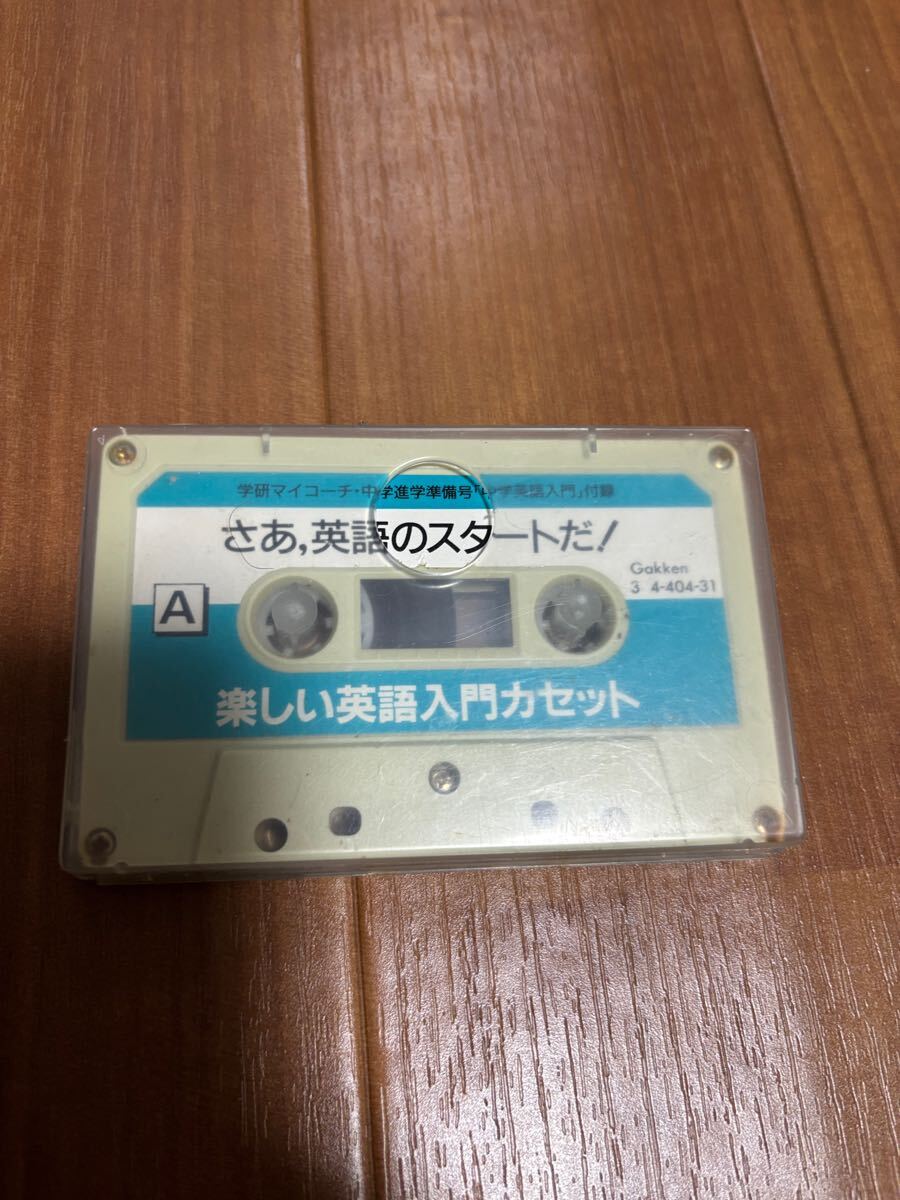 学研マイコーチ・中学進学準備号「中学英語入門」付録
さあ,英語のスタートだ!
Gakken
3 4-404-31
A
楽しい英語入門カセット